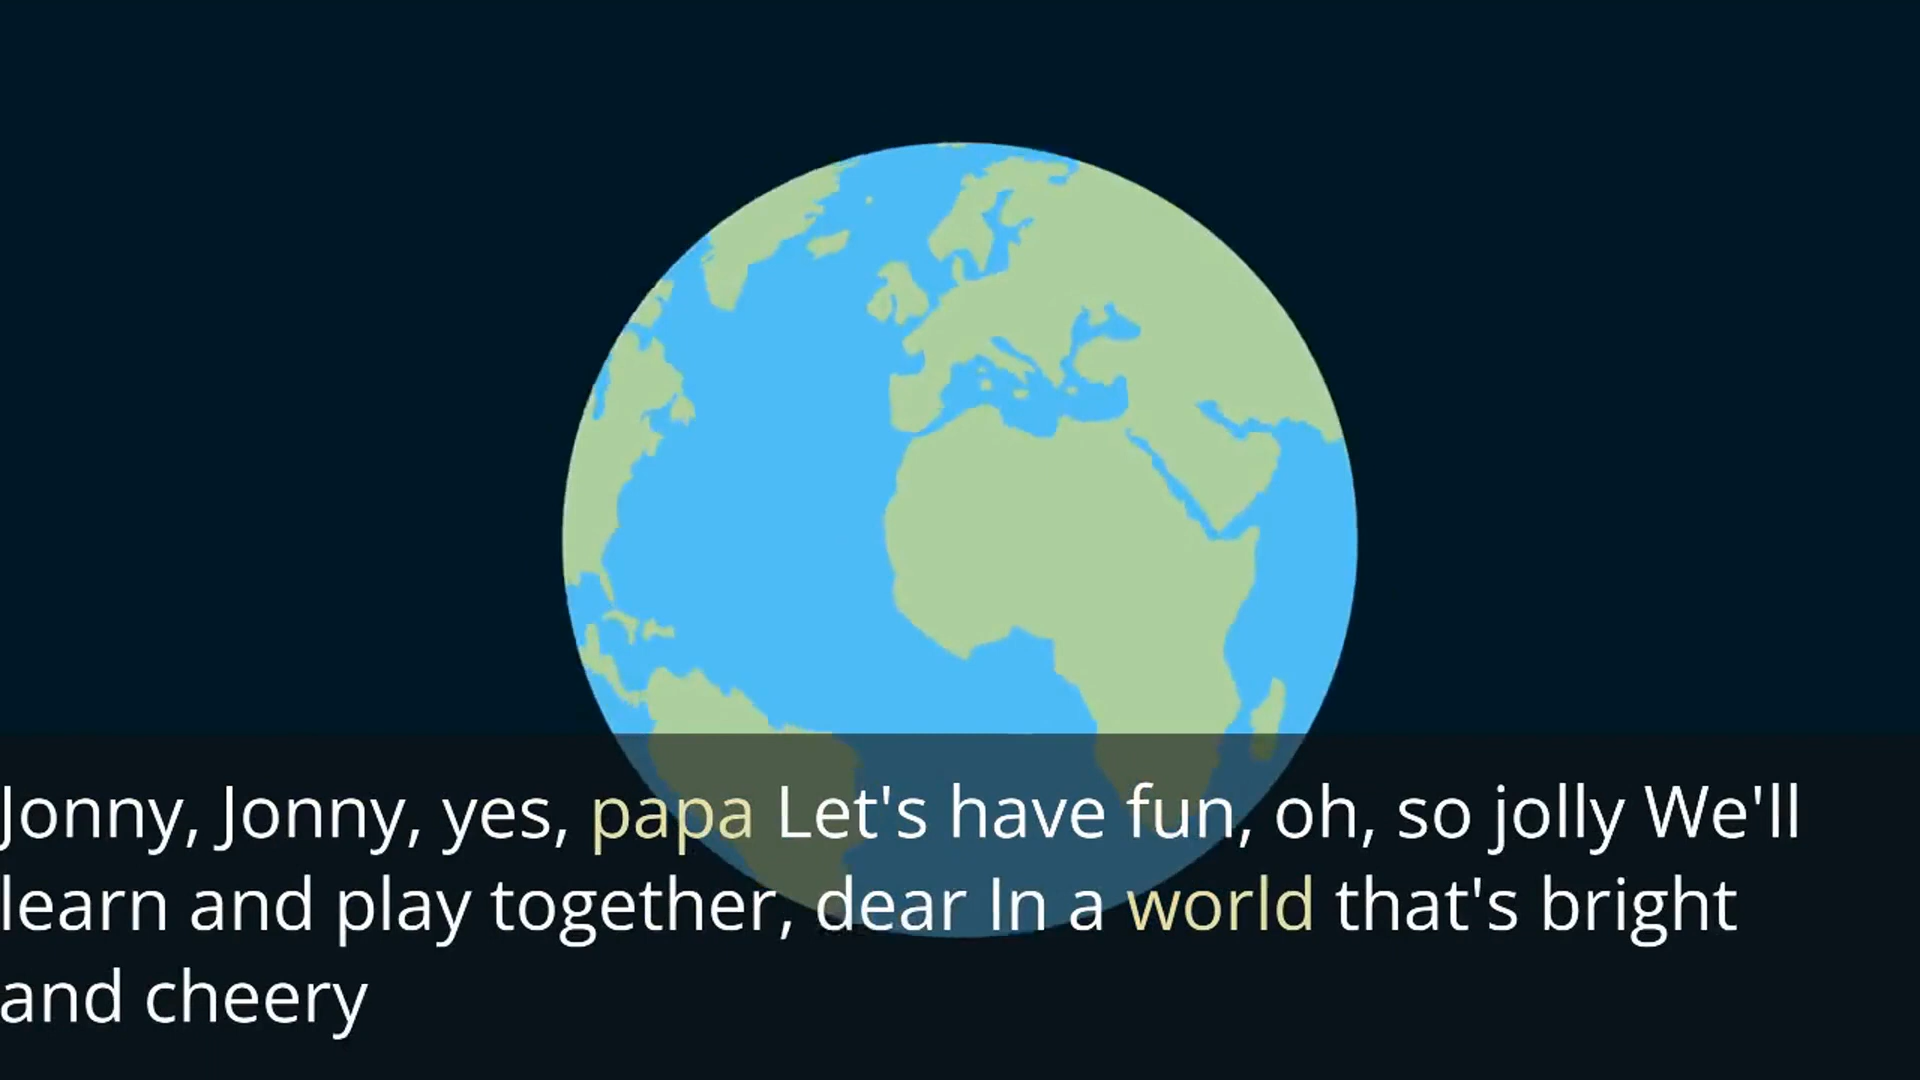 Jonny, Jonny, yes, papa Let's have fun, oh, so jolly We'll
learn and play together, dear In a world that's bright
and cheery